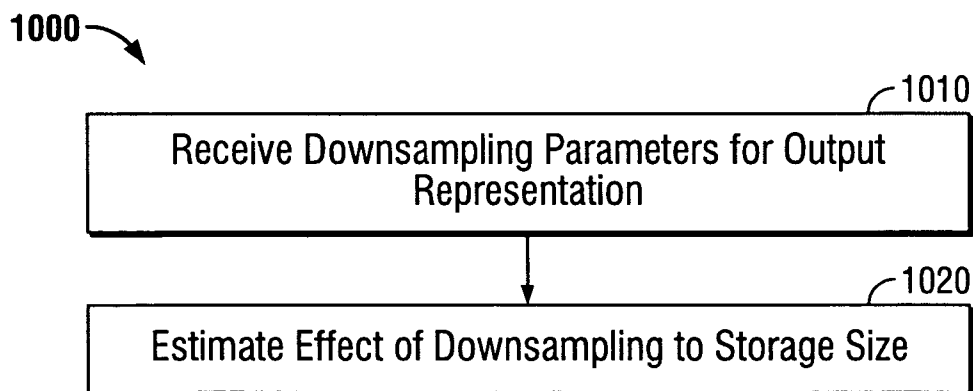 1000
1010
Receive Downsampling Parameters for Output
Representation
1020
Estimate Effect of Downsampling to Storage Size